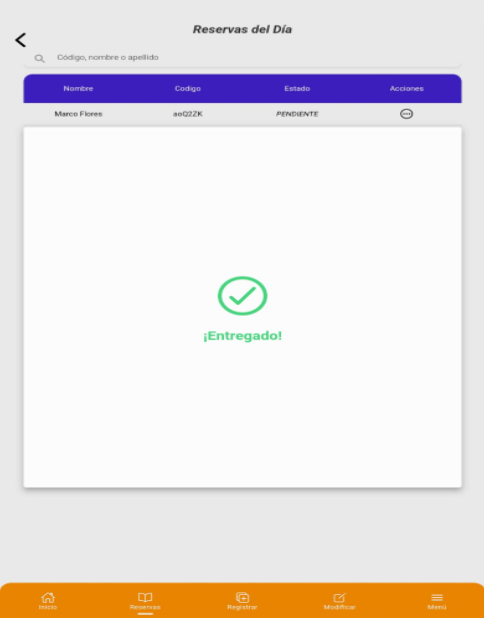 Reservas del Día
Código, nombre o apellido
Nombre Codigo Estado Acciones
Marco Flores aoQ2ZK PENDIENTE
¡Entregado!
Inicio Reservas Registrar Modificar Menú